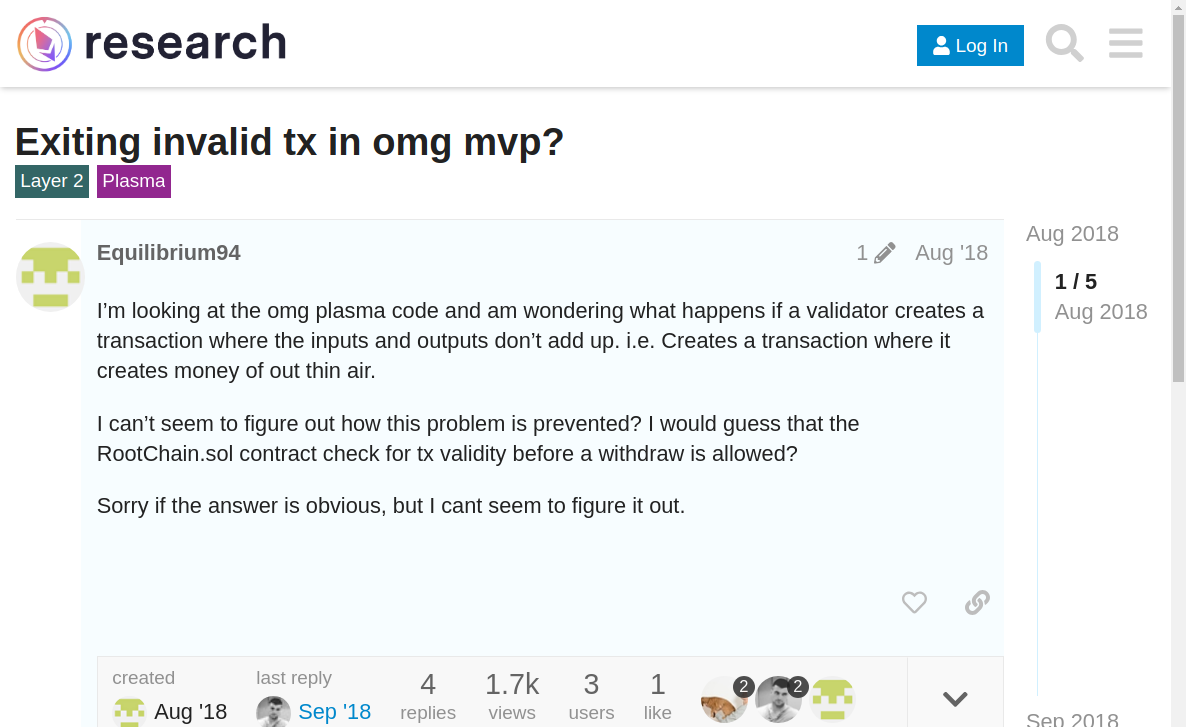 research
Log In
Exiting invalid tx in omg mvp?
Layer 2 Plasma
Equilibrium94
1 Aug '18
I’m looking at the omg plasma code and am wondering what happens if a validator creates a
transaction where the inputs and outputs don’t add up. i.e. Creates a transaction where it
creates money of out thin air.
I can’t seem to figure out how this problem is prevented? I would guess that the
RootChain.sol contract check for tx validity before a withdraw is allowed?
Sorry if the answer is obvious, but I cant seem to figure it out.
created
Aug '18
last reply
Sep '18
4
replies
1.7k
views
3
users
1
like
2
2
Aug 2018
1 / 5
Aug 2018
Sep 2018